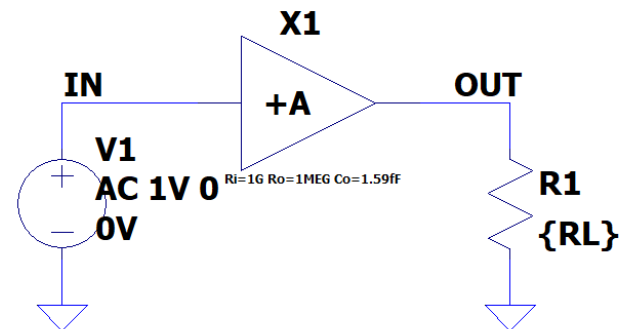 X1
IN
+A
OUT
V1
AC 1V 0
0V
Ri=1G Ro=1MEG Co=1.59fF
R1
{RL}